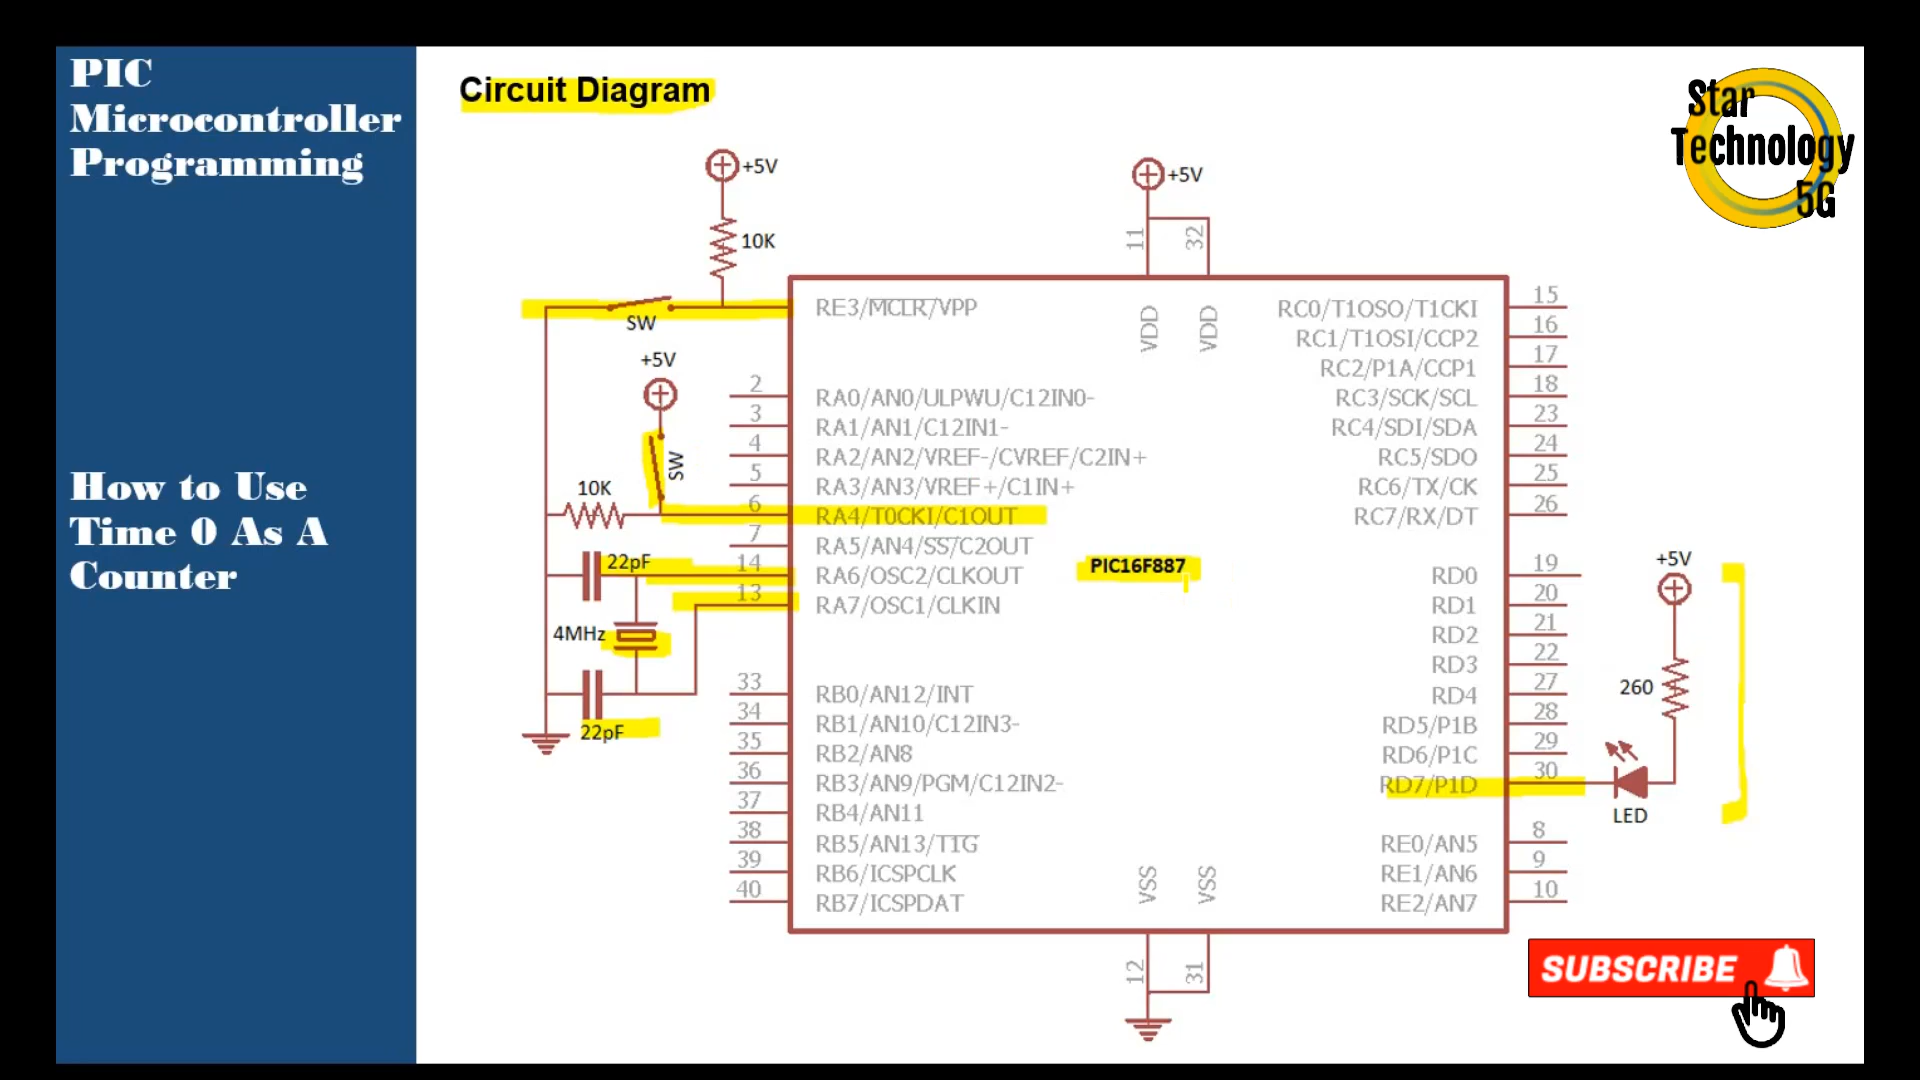 PIC
Microcontroller
Programming
How to Use
Time 0 As A
Counter
Circuit Diagram
Star
Technology
5G
+5V
10K
SW
+5V
SW
10K
22pF
4MHz
22pF
+5V
11
32
VDD
VDD
RE3/MCLR/VPP
2
RA0/AN0/ULPWU/C12IN0-
3
RA1/AN1/C12IN1-
4
RA2/AN2/VREF-/CVREF/C2IN+
5
RA3/AN3/VREF+/C1IN+
6
RA4/T0CKI/C1OUT
7
RA5/AN4/SS/C2OUT
14
RA6/OSC2/CLKOUT
13
RA7/OSC1/CLKIN
33
RB0/AN12/INT
34
RB1/AN10/C12IN3-
35
RB2/AN8
36
RB3/AN9/PGM/C12IN2-
37
RB4/AN11
38
RB5/AN13/T1G
39
RB6/ICSPCLK
40
RB7/ICSPDAT
PIC16F887
RC0/T1OSO/T1CKI
15
RC1/T1OSI/CCP2
16
RC2/P1A/CCP1
17
RC3/SCK/SCL
18
RC4/SDI/SDA
23
RC5/SDO
24
RC6/TX/CK
25
RC7/RX/DT
26
RD0
19
RD1
20
RD2
21
RD3
22
RD4
27
RD5/P1B
28
RD6/P1C
29
RD7/P1D
30
RE0/AN5
8
RE1/AN6
9
RE2/AN7
10
+5V
260
LED
VSS
VSS
12
31
SUBSCRIBE